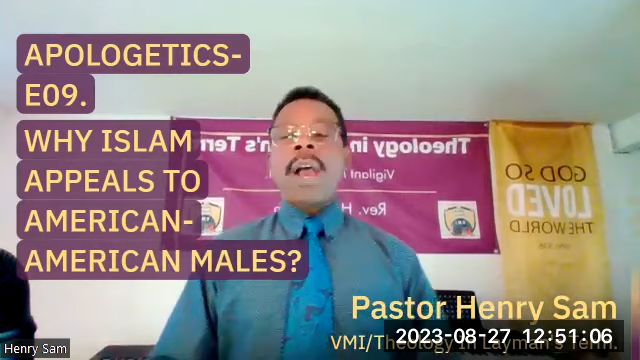 APOLOGETICS-
E09.
WHY ISLAM
APPEALS TO
AMERICAN-
AMERICAN MALES?
Theology in
n's Ter
Vigilant
Rev. H
GOD SO
LOVED
THE WORLD
Pastor Henry Sam
VMI/Theology In Layman's Term.
2023-08-27 12:51:06
Henry Sam